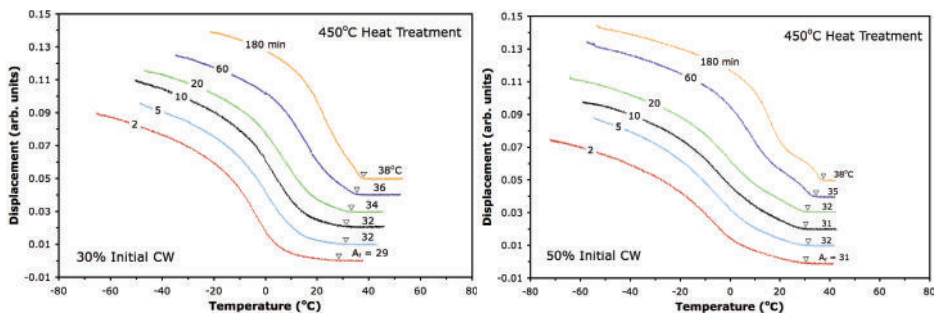 0.15
0.13
0.11
0.09
0.07
0.05
0.03
0.01
-0.01
Displacement (arb. units)
450°C Heat Treatment
180 min
60
20
10
5
2
38°C
36
34
32
32
Af = 29
30% Initial CW
-80 -60 -40 -20 0 20 40 60 80
Temperature (°C)
0.15
0.13
0.11
0.09
0.07
0.05
0.03
0.01
-0.01
Displacement (arb. units)
450°C Heat Treatment
180 min
60
20
10
5
2
38°C
35
32
31
32
Af = 31
50% Initial CW
-80 -60 -40 -20 0 20 40 60 80
Temperature (°C)